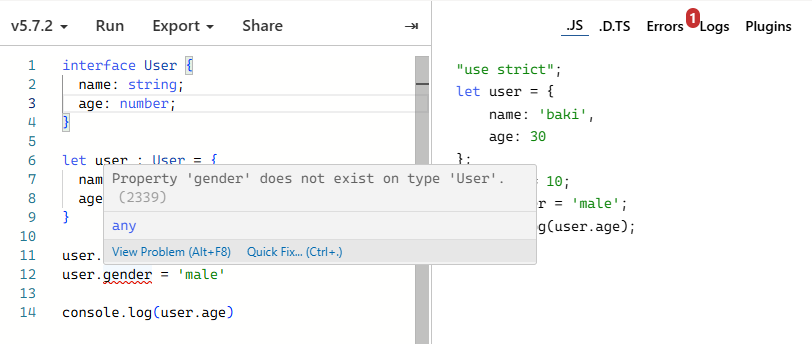 v5.7.2 Run Export Share
.JS .D.TS Errors 1 Logs Plugins
1 interface User {
2 name: string;
3 age: number;
4 }
5
6 let user : User = {
7 nam
8 age
9 }
10
11 user.
12 user.gender = 'male'
13
14 console.log(user.age)
Property 'gender' does not exist on type 'User'.
(2339)
any
View Problem (Alt+F8) Quick Fix... (Ctrl+.)
"use strict";
let user = {
name: 'baki',
age: 30
};
= 10;
r = 'male';
g(user.age);